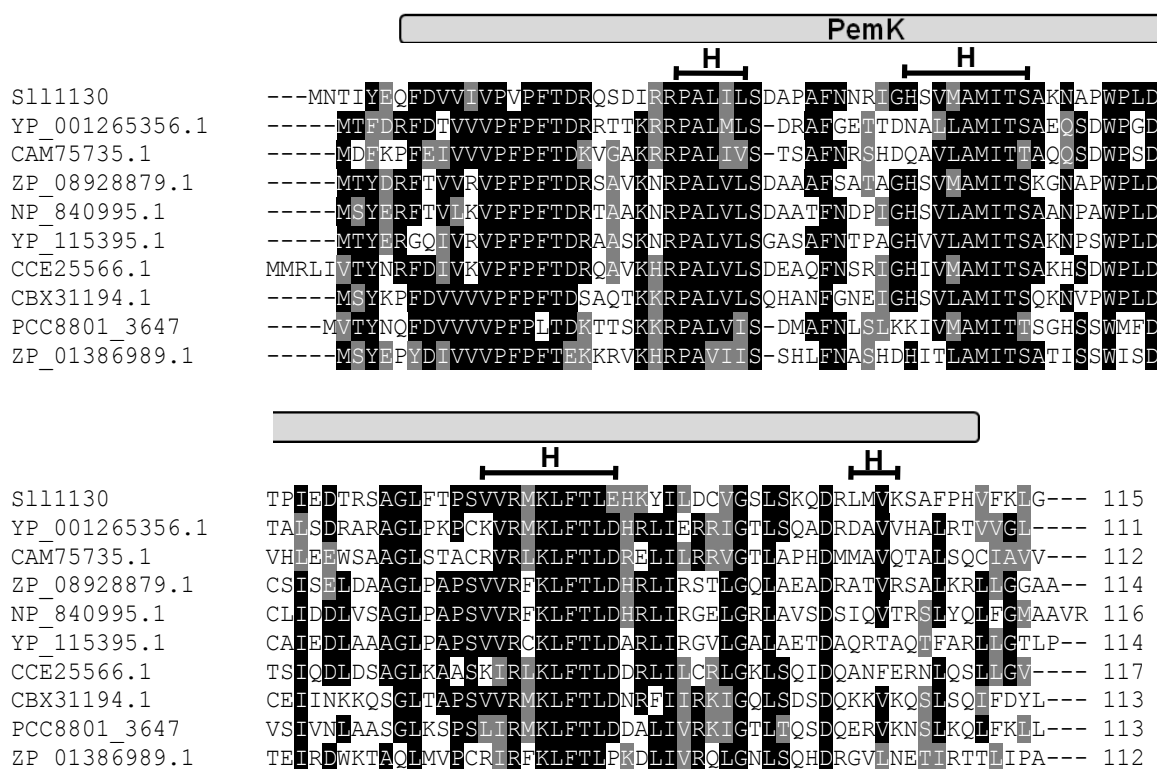 PemK
H H
Sll1130 ---MNTIYEQFDVVIVPVPFTDRQSDIRRPALILSDAPAFNNRIGHSVMAMITSAKNAPWPLD
YP_001265356.1 -----MTFDRFDTVVVPFPFTDRRTTKRRPALMLS-DRAFGETTDNALLAMITSAEQSDWPGD
CAM75735.1 -----MDFKPFEIVVVPFPFTDKVGAKRRPALIVS-TSAFNRSHDQAVLAMITTAQQSDWPSD
ZP_08928879.1 -----MTYDRFTVVRVPFPFTDRSAVKNRPALVLSDAAAFSATAGHSVMAMITSKGNAPWPLD
NP_840995.1 -----MSYERFTVLKVPFPFTDRTAAKNRPALVLSDAATFNDPIGHSVMAMITSAANPAWPLD
YP_115395.1 -----MTYERGQIVRVPFPFTDRAASKNRPALVLSGASAFNTPAGHVVLAMITSAKNPSWPLD
CCE25566.1 MMRLIVTYNRFDIVKVPFPFTDRQAVKHRPALVLSDEAQFNSRIGHIVMAMITSAKHSDWPLD
CBX31194.1 -----MSYKPFDVVVVPFPFTDSAQTKKRPALVLSQHANFGNEIGHSVLAMITSQKNVPWPLD
PCC8801_3647 ----MVTYNQFDVVVVPFPLTDKTTSKKRPALVIS-DMAFNLSLKKIVMAMITTSGHSSWMFD
ZP_01386989.1 -----MSYEPYDIVVVPFPFTEKKRVKHRPAVIIS-SHLFNASHDHITLAMITSATISSWISD
H H
Sll1130 TPIEDTRSAGLFTPSVVRMKLFTLEHKYILDCVGSLSKQDRLMVKSAFPHVFKLG--- 115
YP_001265356.1 TALSDRARAGLPKPCKVRMKLFTLDHRLIERRIGTLSQADRDAVVHALRTVVGL---- 111
CAM75735.1 VHLEEWSAAGLSTACRVRLKLFTLDRELILRRVGTLAPHDMMAVQTALSQCIAVV--- 112
ZP_08928879.1 CSISELDAAGLPAPSVVRFKLFTLDHRLIRSTLGQLAEADRATVRSALKRLLGGAA-- 114
NP_840995.1 CLIDDLVSAGLPAPSVVRFKLFTLDHRLIRGELGRLAVSDSIQVTRSLYQLFGMAAVR 116
YP_115395.1 CAIEDLAAAGLPAPSVVRCKLFTLDARLIRGVLGALAETDAQRTAQTFARLLGTLP-- 114
CCE25566.1 TSIQDLDSAGLKAASKIRLKLFTLDDRLILCRLGKLSQIDQANFERNLQSLLGV---- 117
CBX31194.1 CEIINKKQSGLTAPSVVRMKLFTLDNRFIIRKIGQLSDSDQKKVKQSLSQIFDYL--- 113
PCC8801_3647 VSIVNLAASGLKSPSLIRMKLFTLDDALIVRKIGTLTQSDQERVKNSLKQLFKLL--- 113
ZP_01386989.1 TEIRDWKTAQLMVPCRIRFKLFTLPKDLIVRQLGNLSQHDRGVLNETIRTTLIPA--- 112